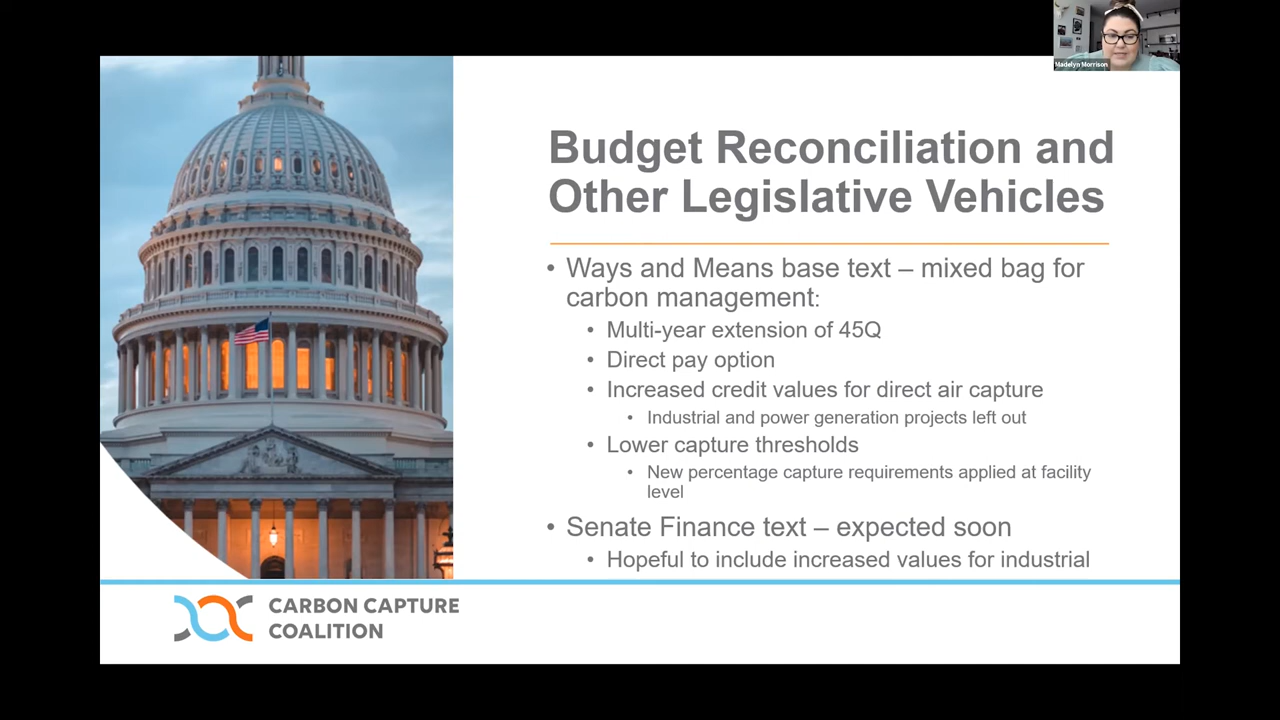 Madelyn Morrison
Budget Reconciliation and
Other Legislative Vehicles
• Ways and Means base text – mixed bag for
carbon management:
• Multi-year extension of 45Q
• Direct pay option
• Increased credit values for direct air capture
• Industrial and power generation projects left out
• Lower capture thresholds
• New percentage capture requirements applied at facility
level
• Senate Finance text – expected soon
• Hopeful to include increased values for industrial
CARBON CAPTURE
COALITION